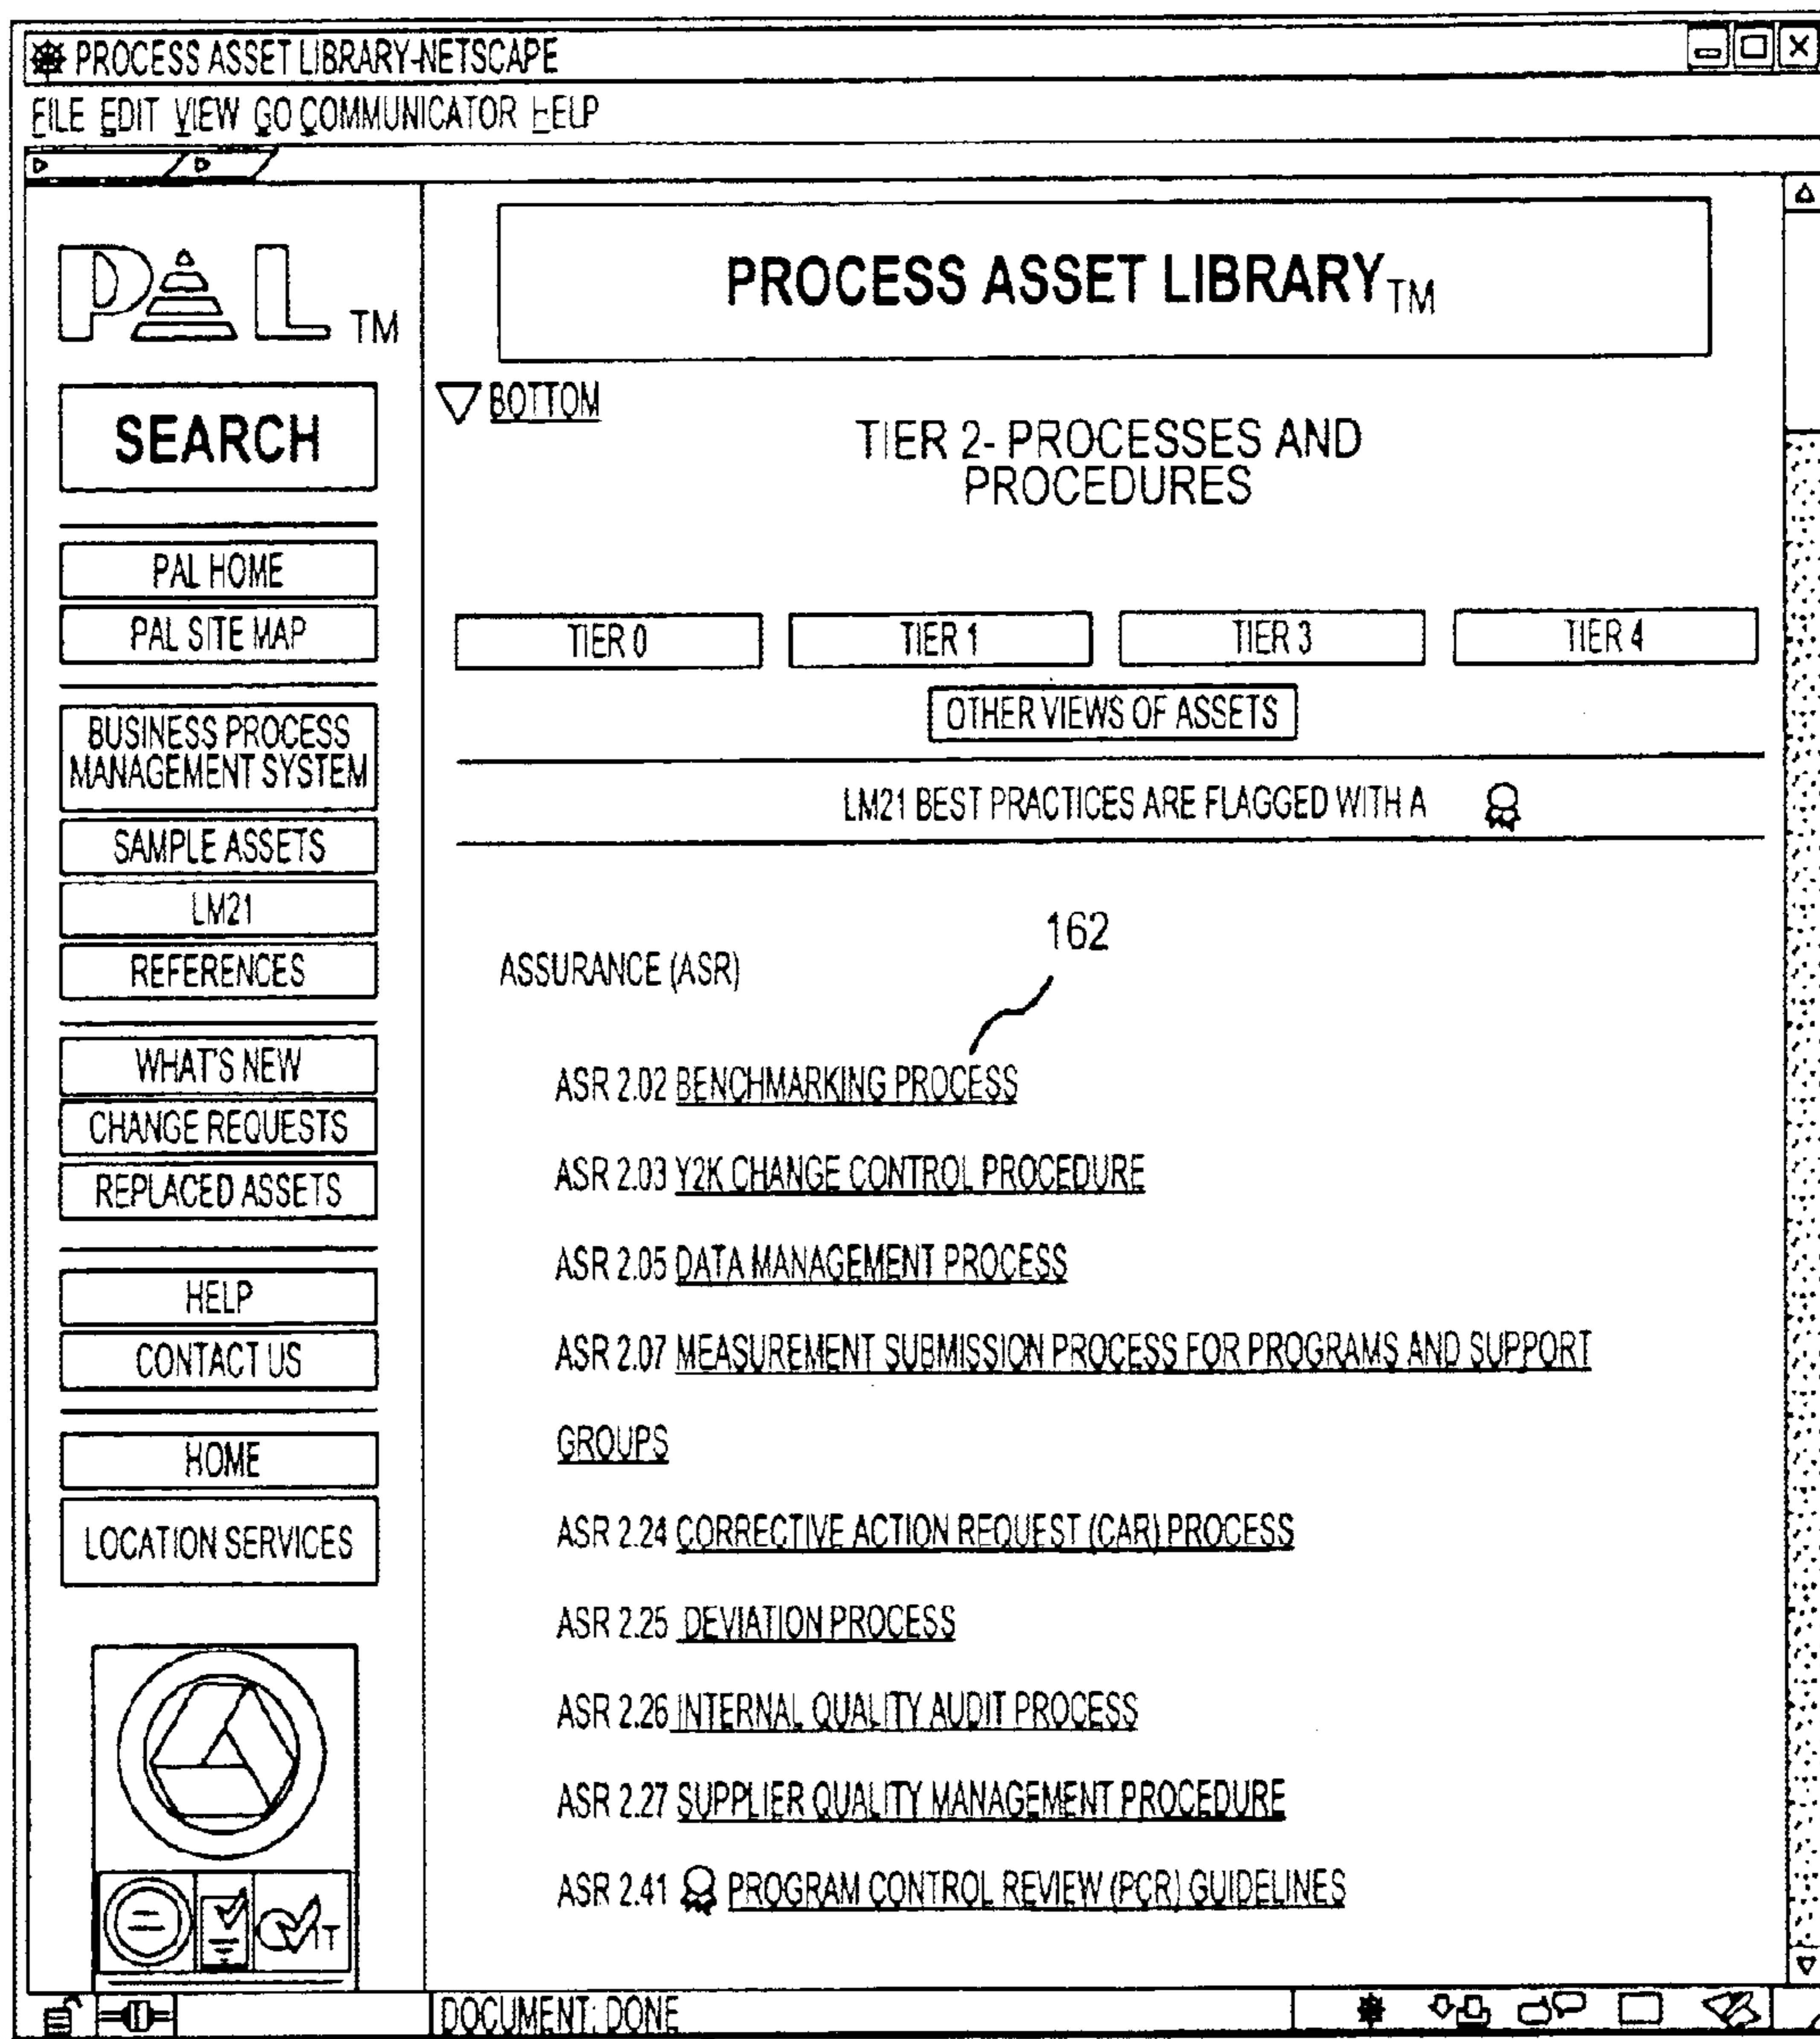 PROCESS ASSET LIBRARY-NETSCAPE
FILE EDIT VIEW GO COMMUNICATOR HELP
PAL TM
SEARCH
PAL HOME
PAL SITE MAP
BUSINESS PROCESS
MANAGEMENT SYSTEM
SAMPLE ASSETS
LM21
REFERENCES
WHAT'S NEW
CHANGE REQUESTS
REPLACED ASSETS
HELP
CONTACT US
HOME
LOCATION SERVICES
PROCESS ASSET LIBRARY TM
BOTTOM
TIER 2- PROCESSES AND
PROCEDURES
TIER 0 TIER 1 TIER 3 TIER 4
OTHER VIEWS OF ASSETS
LM21 BEST PRACTICES ARE FLAGGED WITH A
162
ASSURANCE (ASR)
ASR 2.02 BENCHMARKING PROCESS
ASR 2.03 Y2K CHANGE CONTROL PROCEDURE
ASR 2.05 DATA MANAGEMENT PROCESS
ASR 2.07 MEASUREMENT SUBMISSION PROCESS FOR PROGRAMS AND SUPPORT
GROUPS
ASR 2.24 CORRECTIVE ACTION REQUEST (CAR) PROCESS
ASR 2.25 DEVIATION PROCESS
ASR 2.26 INTERNAL QUALITY AUDIT PROCESS
ASR 2.27 SUPPLIER QUALITY MANAGEMENT PROCEDURE
ASR 2.41 PROGRAM CONTROL REVIEW (PCR) GUIDELINES
DOCUMENT: DONE